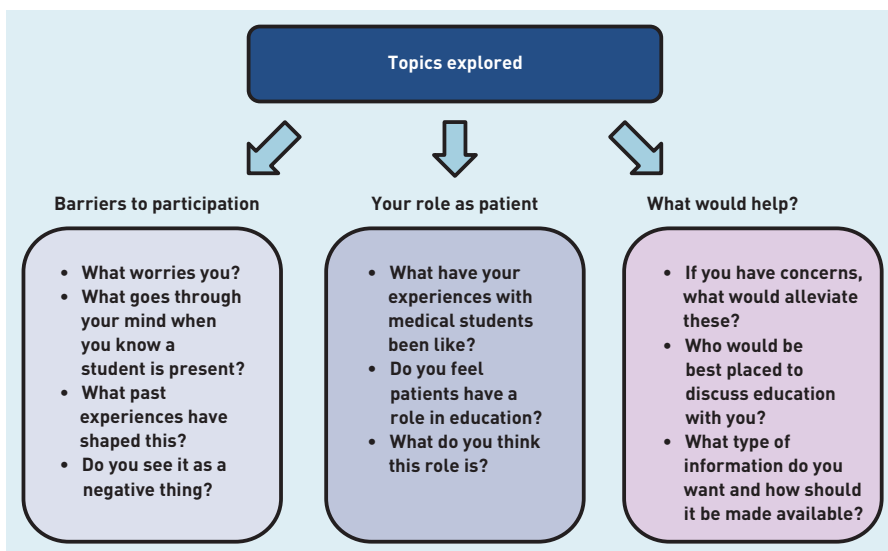 Topics explored
Barriers to participation
• What worries you?
• What goes through
your mind when
you know a
student is present?
• What past
experiences have
shaped this?
• Do you see it as a
negative thing?
Your role as patient
• What have your
experiences with
medical students
been like?
• Do you feel
patients have a
role in education?
• What do you think
this role is?
What would help?
• If you have concerns,
what would alleviate
these?
• Who would be
best placed to
discuss education
with you?
• What type of
information do you
want and how should
it be made available?